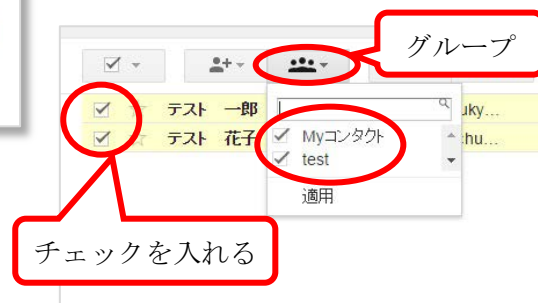 グループ
テスト 一郎 uky...
テスト 花子 hu...
Myコンタクト
test
適用
チェックを入れる